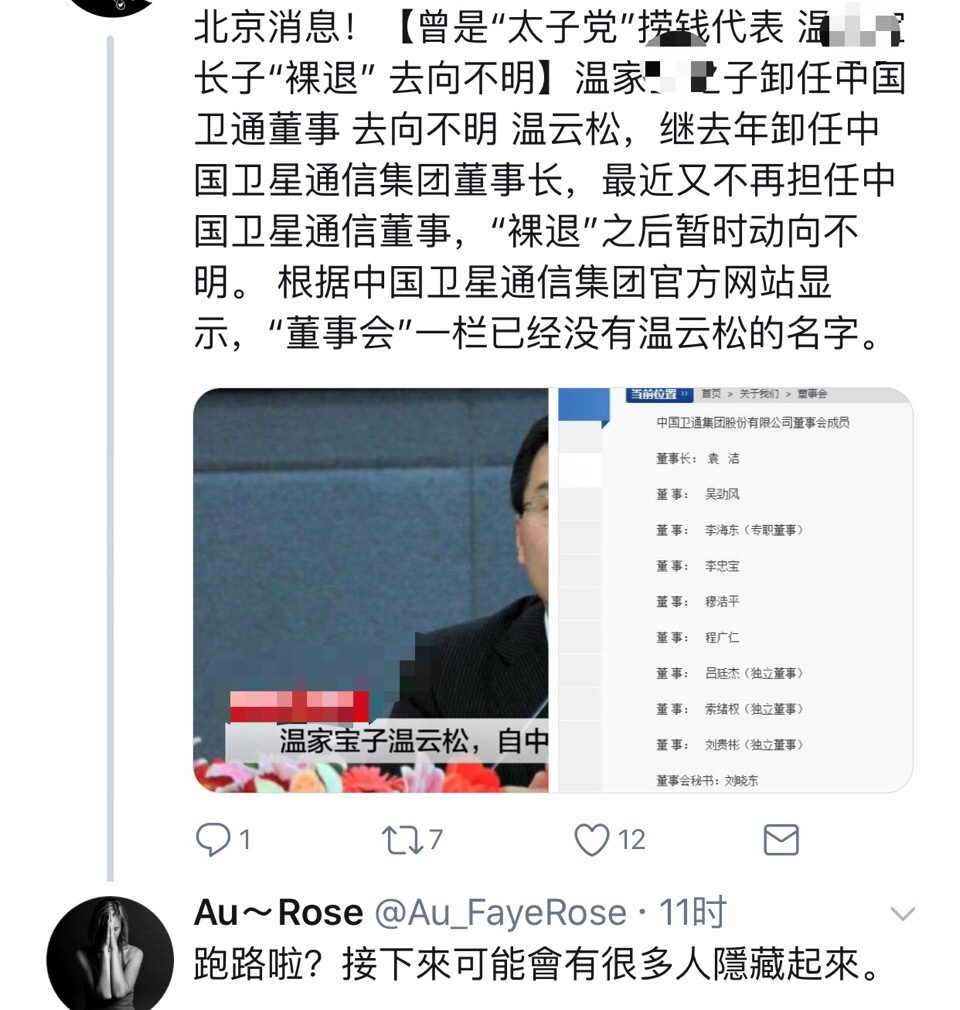 北京消息！【曾是“太子党”捞钱代表 温
长子“裸退” 去向不明】温家 之子卸任中国
卫通董事 去向不明 温云松，继去年卸任中
国卫星通信集团董事长，最近又不再担任中
国卫星通信董事，“裸退”之后暂时动向不
明。 根据中国卫星通信集团官方网站显
示，“董事会”一栏已经没有温云松的名字。
当前位置 » 首页 > 关于我们 > 董事会
中国卫通集团股份有限公司董事会成员
董事长： 袁 洁
董 事： 吴劲风
董 事： 李海东（专职董事）
董 事： 李忠宝
董 事： 穆浩平
董 事： 程广仁
董 事： 吕廷杰（独立董事）
董 事： 索绪权（独立董事）
董 事： 刘贵彬（独立董事）
董事会秘书：刘晓东
温家宝子温云松，自中
1 7 12
Au～Rose @Au_FayeRose · 11时
跑路啦？接下來可能會有很多人隱藏起來。